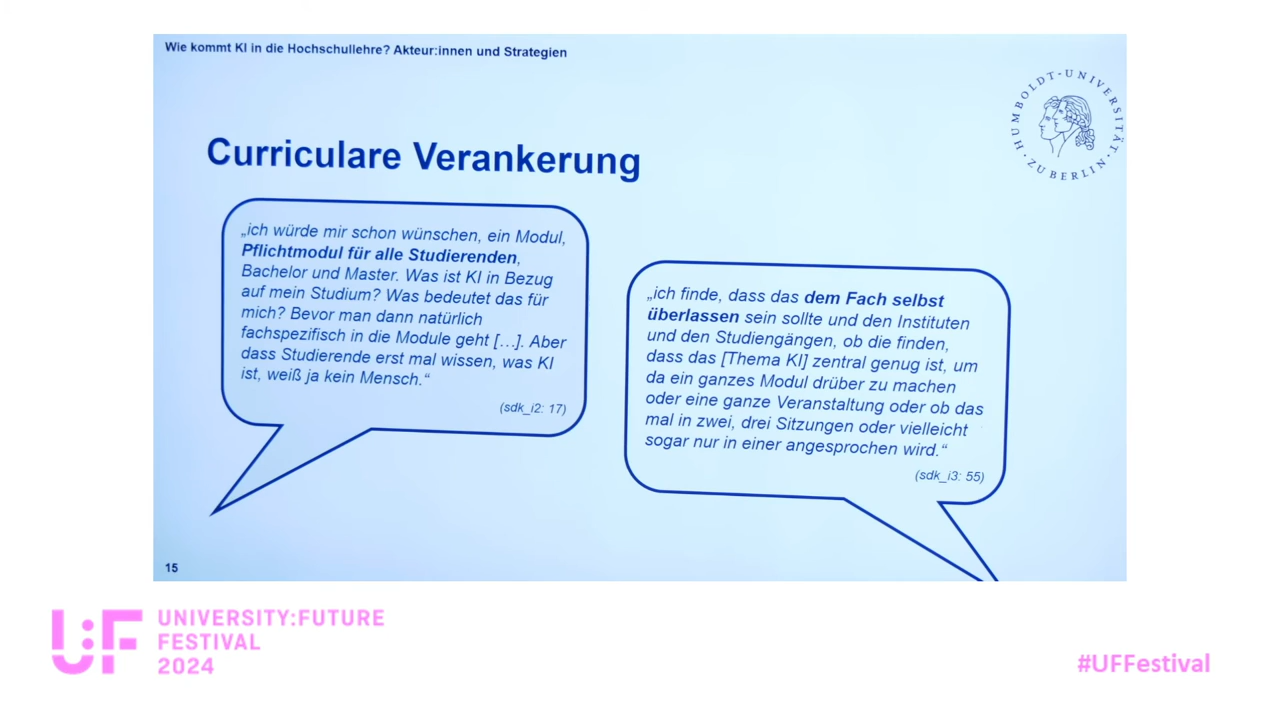 Wie kommt KI in die Hochschullehre? Akteur:innen und Strategien
HUMBOLDT-UNIVERSITÄT · ZU BERLIN ·
Curriculare Verankerung
„ich würde mir schon wünschen, ein Modul,
Pflichtmodul für alle Studierenden,
Bachelor und Master. Was ist KI in Bezug
auf mein Studium? Was bedeutet das für
mich? Bevor man dann natürlich
fachspezifisch in die Module geht [...]. Aber
dass Studierende erst mal wissen, was KI
ist, weiß ja kein Mensch.“
(sdk_i2: 17)
„ich finde, dass das dem Fach selbst
überlassen sein sollte und den Instituten
und den Studiengängen, ob die finden,
dass das [Thema KI] zentral genug ist, um
da ein ganzes Modul drüber zu machen
oder eine ganze Veranstaltung oder ob das
mal in zwei, drei Sitzungen oder vielleicht
sogar nur in einer angesprochen wird.“
(sdk_i3: 55)
15
U:F
UNIVERSITY:FUTURE
FESTIVAL
2024
#UFFestival